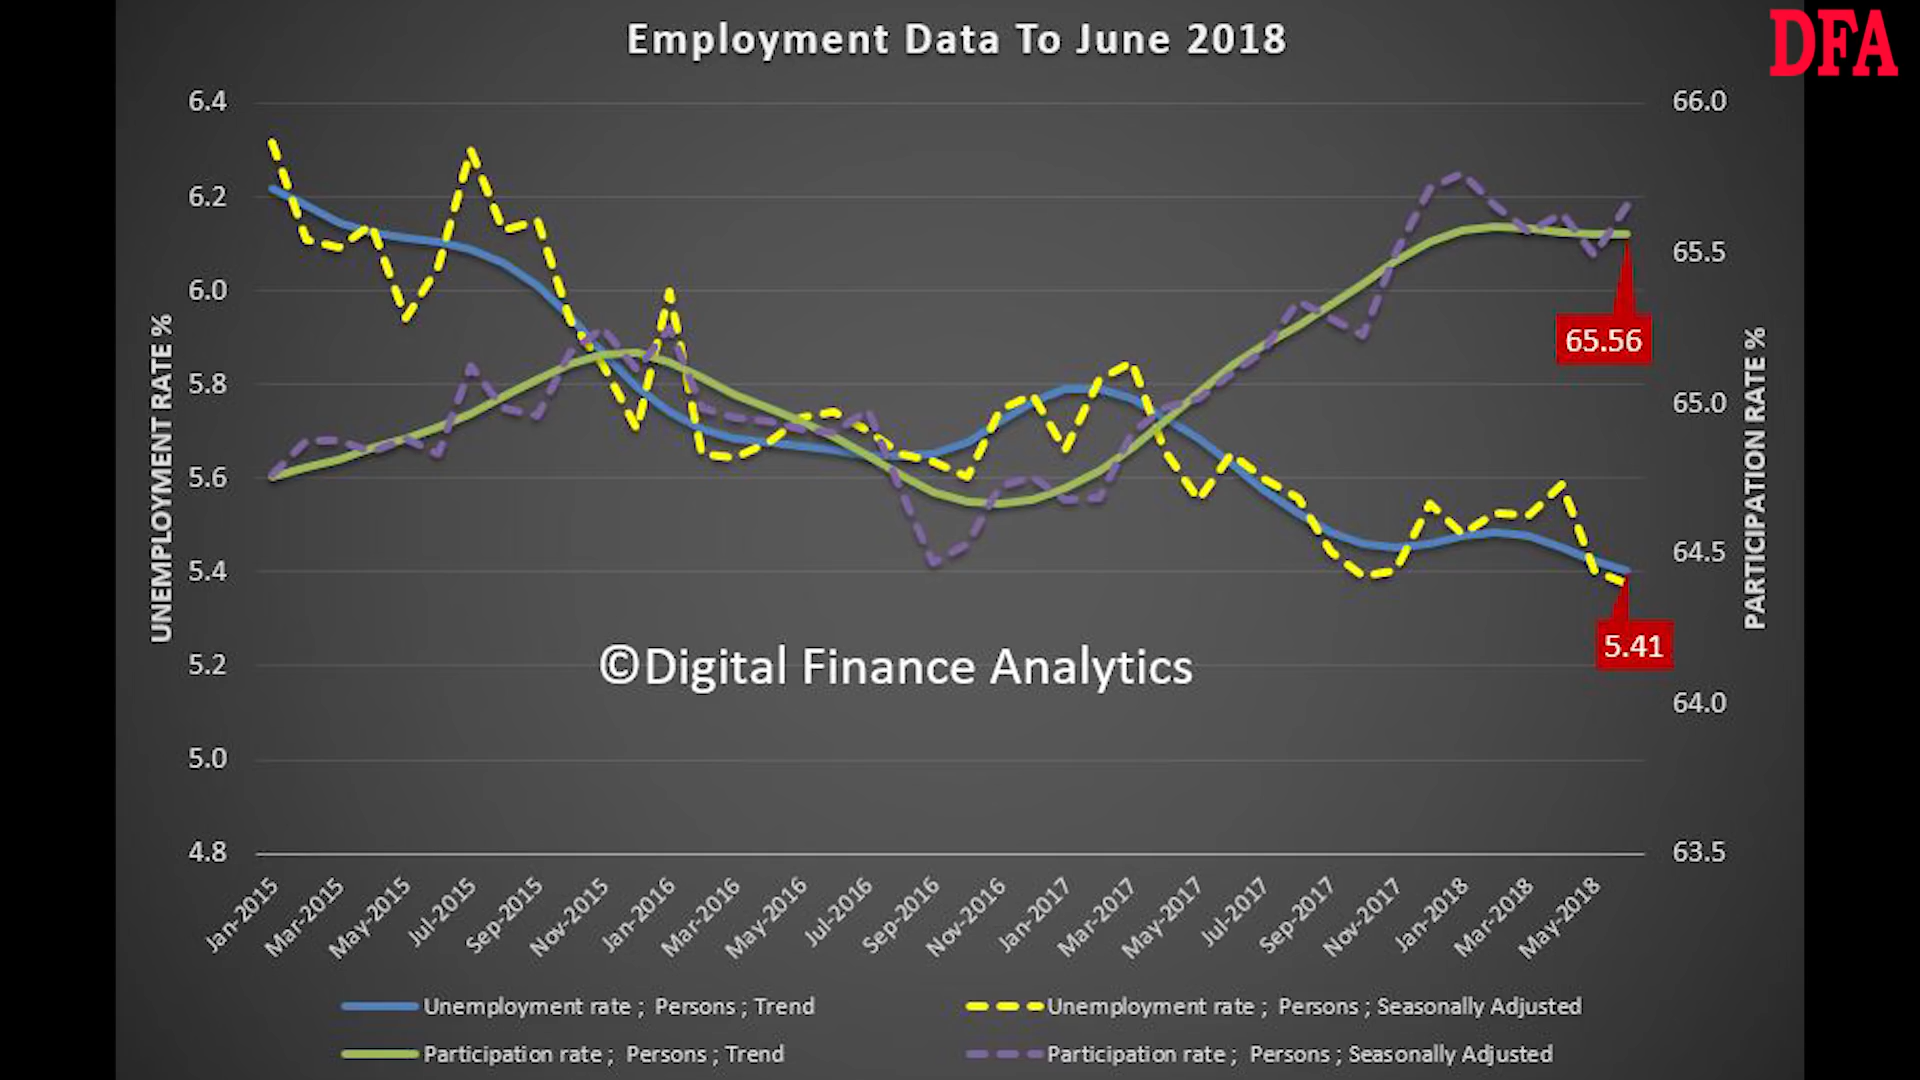 Employment Data To June 2018
DFA
6.4
6.2
6.0
5.8
5.6
5.4
5.2
5.0
4.8
UNEMPLOYMENT RATE %
66.0
65.5
65.0
64.5
64.0
63.5
PARTICIPATION RATE %
65.56
5.41
©Digital Finance Analytics
Jan-2015
Mar-2015
May-2015
Jul-2015
Sep-2015
Nov-2015
Jan-2016
Mar-2016
May-2016
Jul-2016
Sep-2016
Nov-2016
Jan-2017
Mar-2017
May-2017
Jul-2017
Sep-2017
Nov-2017
Jan-2018
Mar-2018
May-2018
Unemployment rate ; Persons ; Trend
Unemployment rate ; Persons ; Seasonally Adjusted
Participation rate ; Persons ; Trend
Participation rate ; Persons ; Seasonally Adjusted